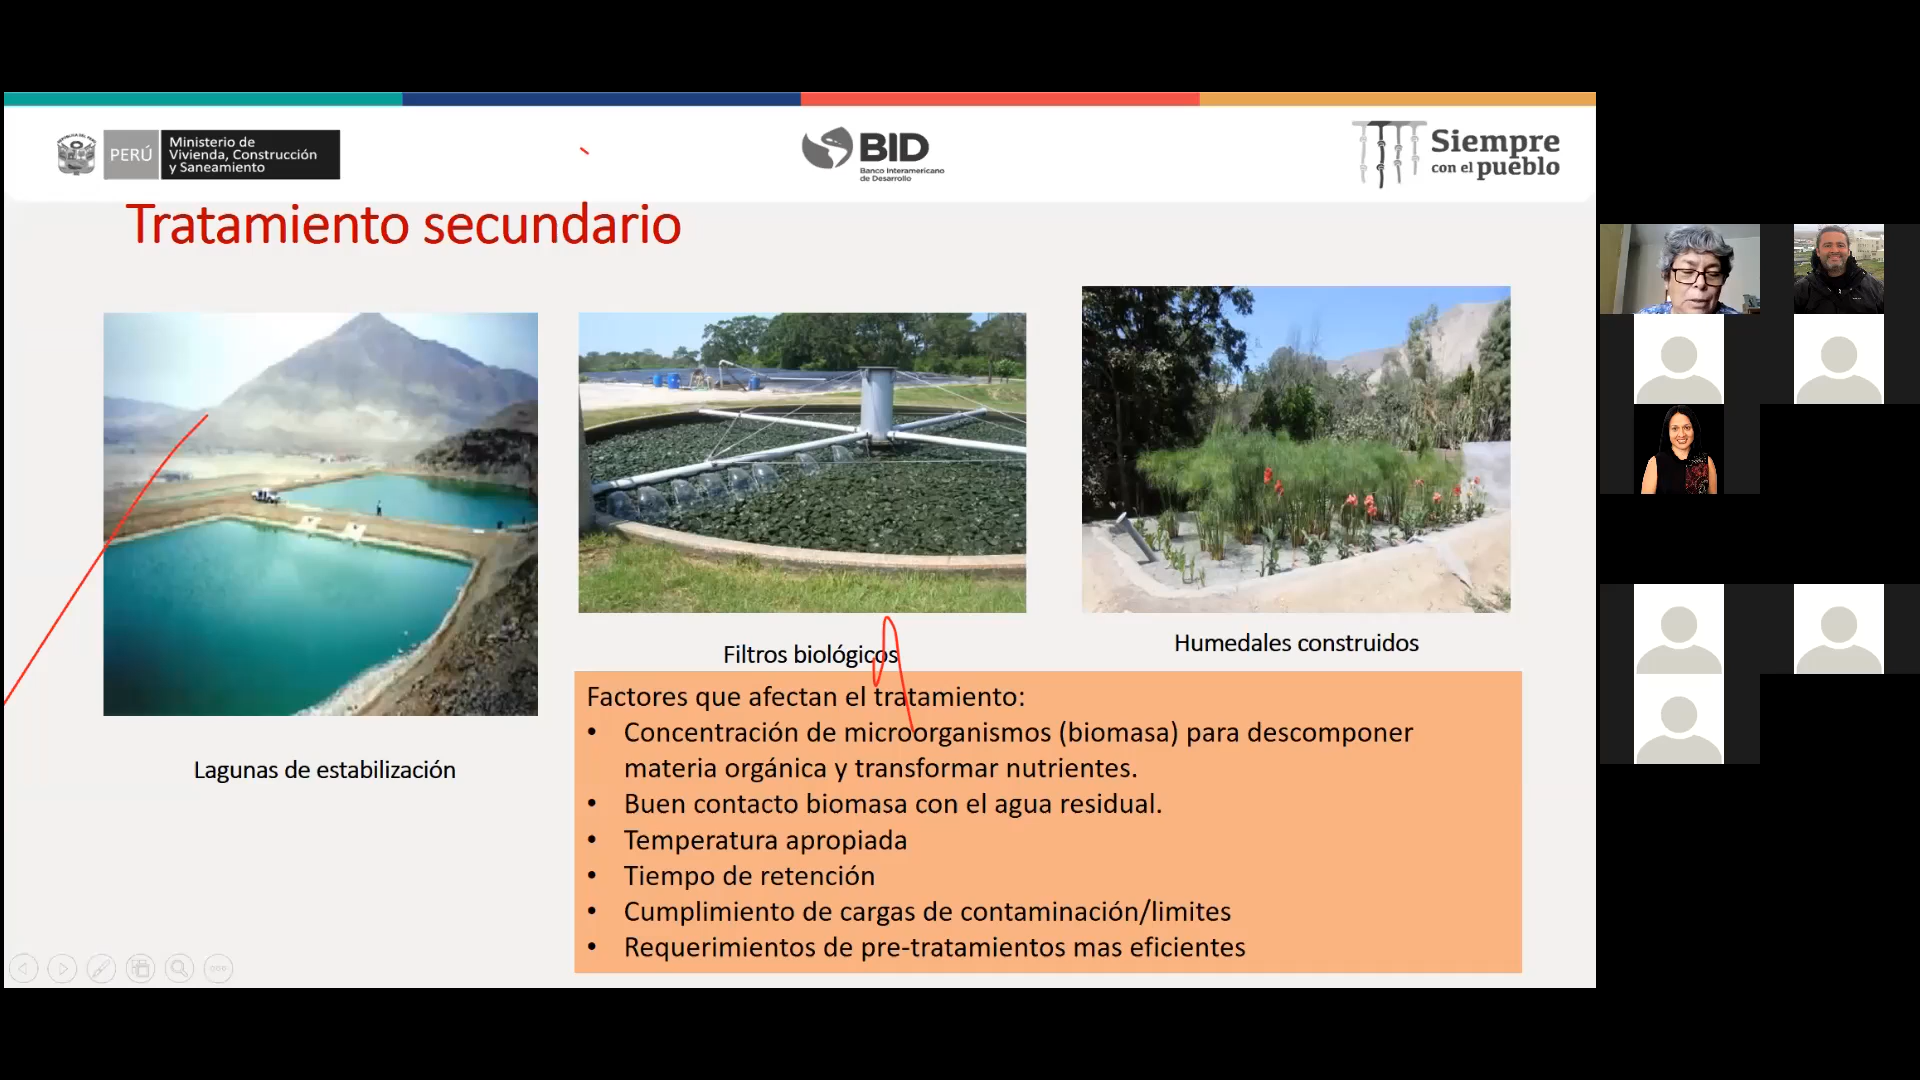 PERÚ
Ministerio de
Vivienda, Construcción
y Saneamiento
BID
Banco Interamericano
de Desarrollo
Siempre
con el pueblo
Tratamiento secundario
Filtros biológicos
Humedales construidos
Lagunas de estabilización
Factores que afectan el tratamiento:
• Concentración de microorganismos (biomasa) para descomponer
materia orgánica y transformar nutrientes.
• Buen contacto biomasa con el agua residual.
• Temperatura apropiada
• Tiempo de retención
• Cumplimiento de cargas de contaminación/limites
• Requerimientos de pre-tratamientos mas eficientes